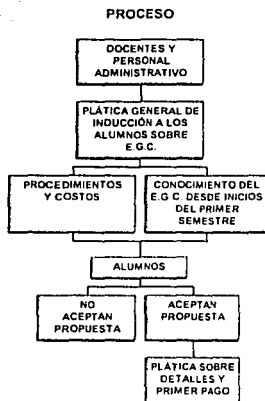 PROCESO
DOCENTES Y
PERSONAL
ADMINISTRATIVO
PLÁTICA GENERAL DE
INDUCCIÓN A LOS
ALUMNOS SOBRE
E.G.C.
PROCEDIMIENTOS
Y COSTOS
CONOCIMIENTO DEL
E.G.C. DESDE INICIOS
DEL PRIMER
SEMESTRE
ALUMNOS
NO
ACEPTAN
PROPUESTA
ACEPTAN
PROPUESTA
PLÁTICA SOBRE
DETALLES Y
PRIMER PAGO